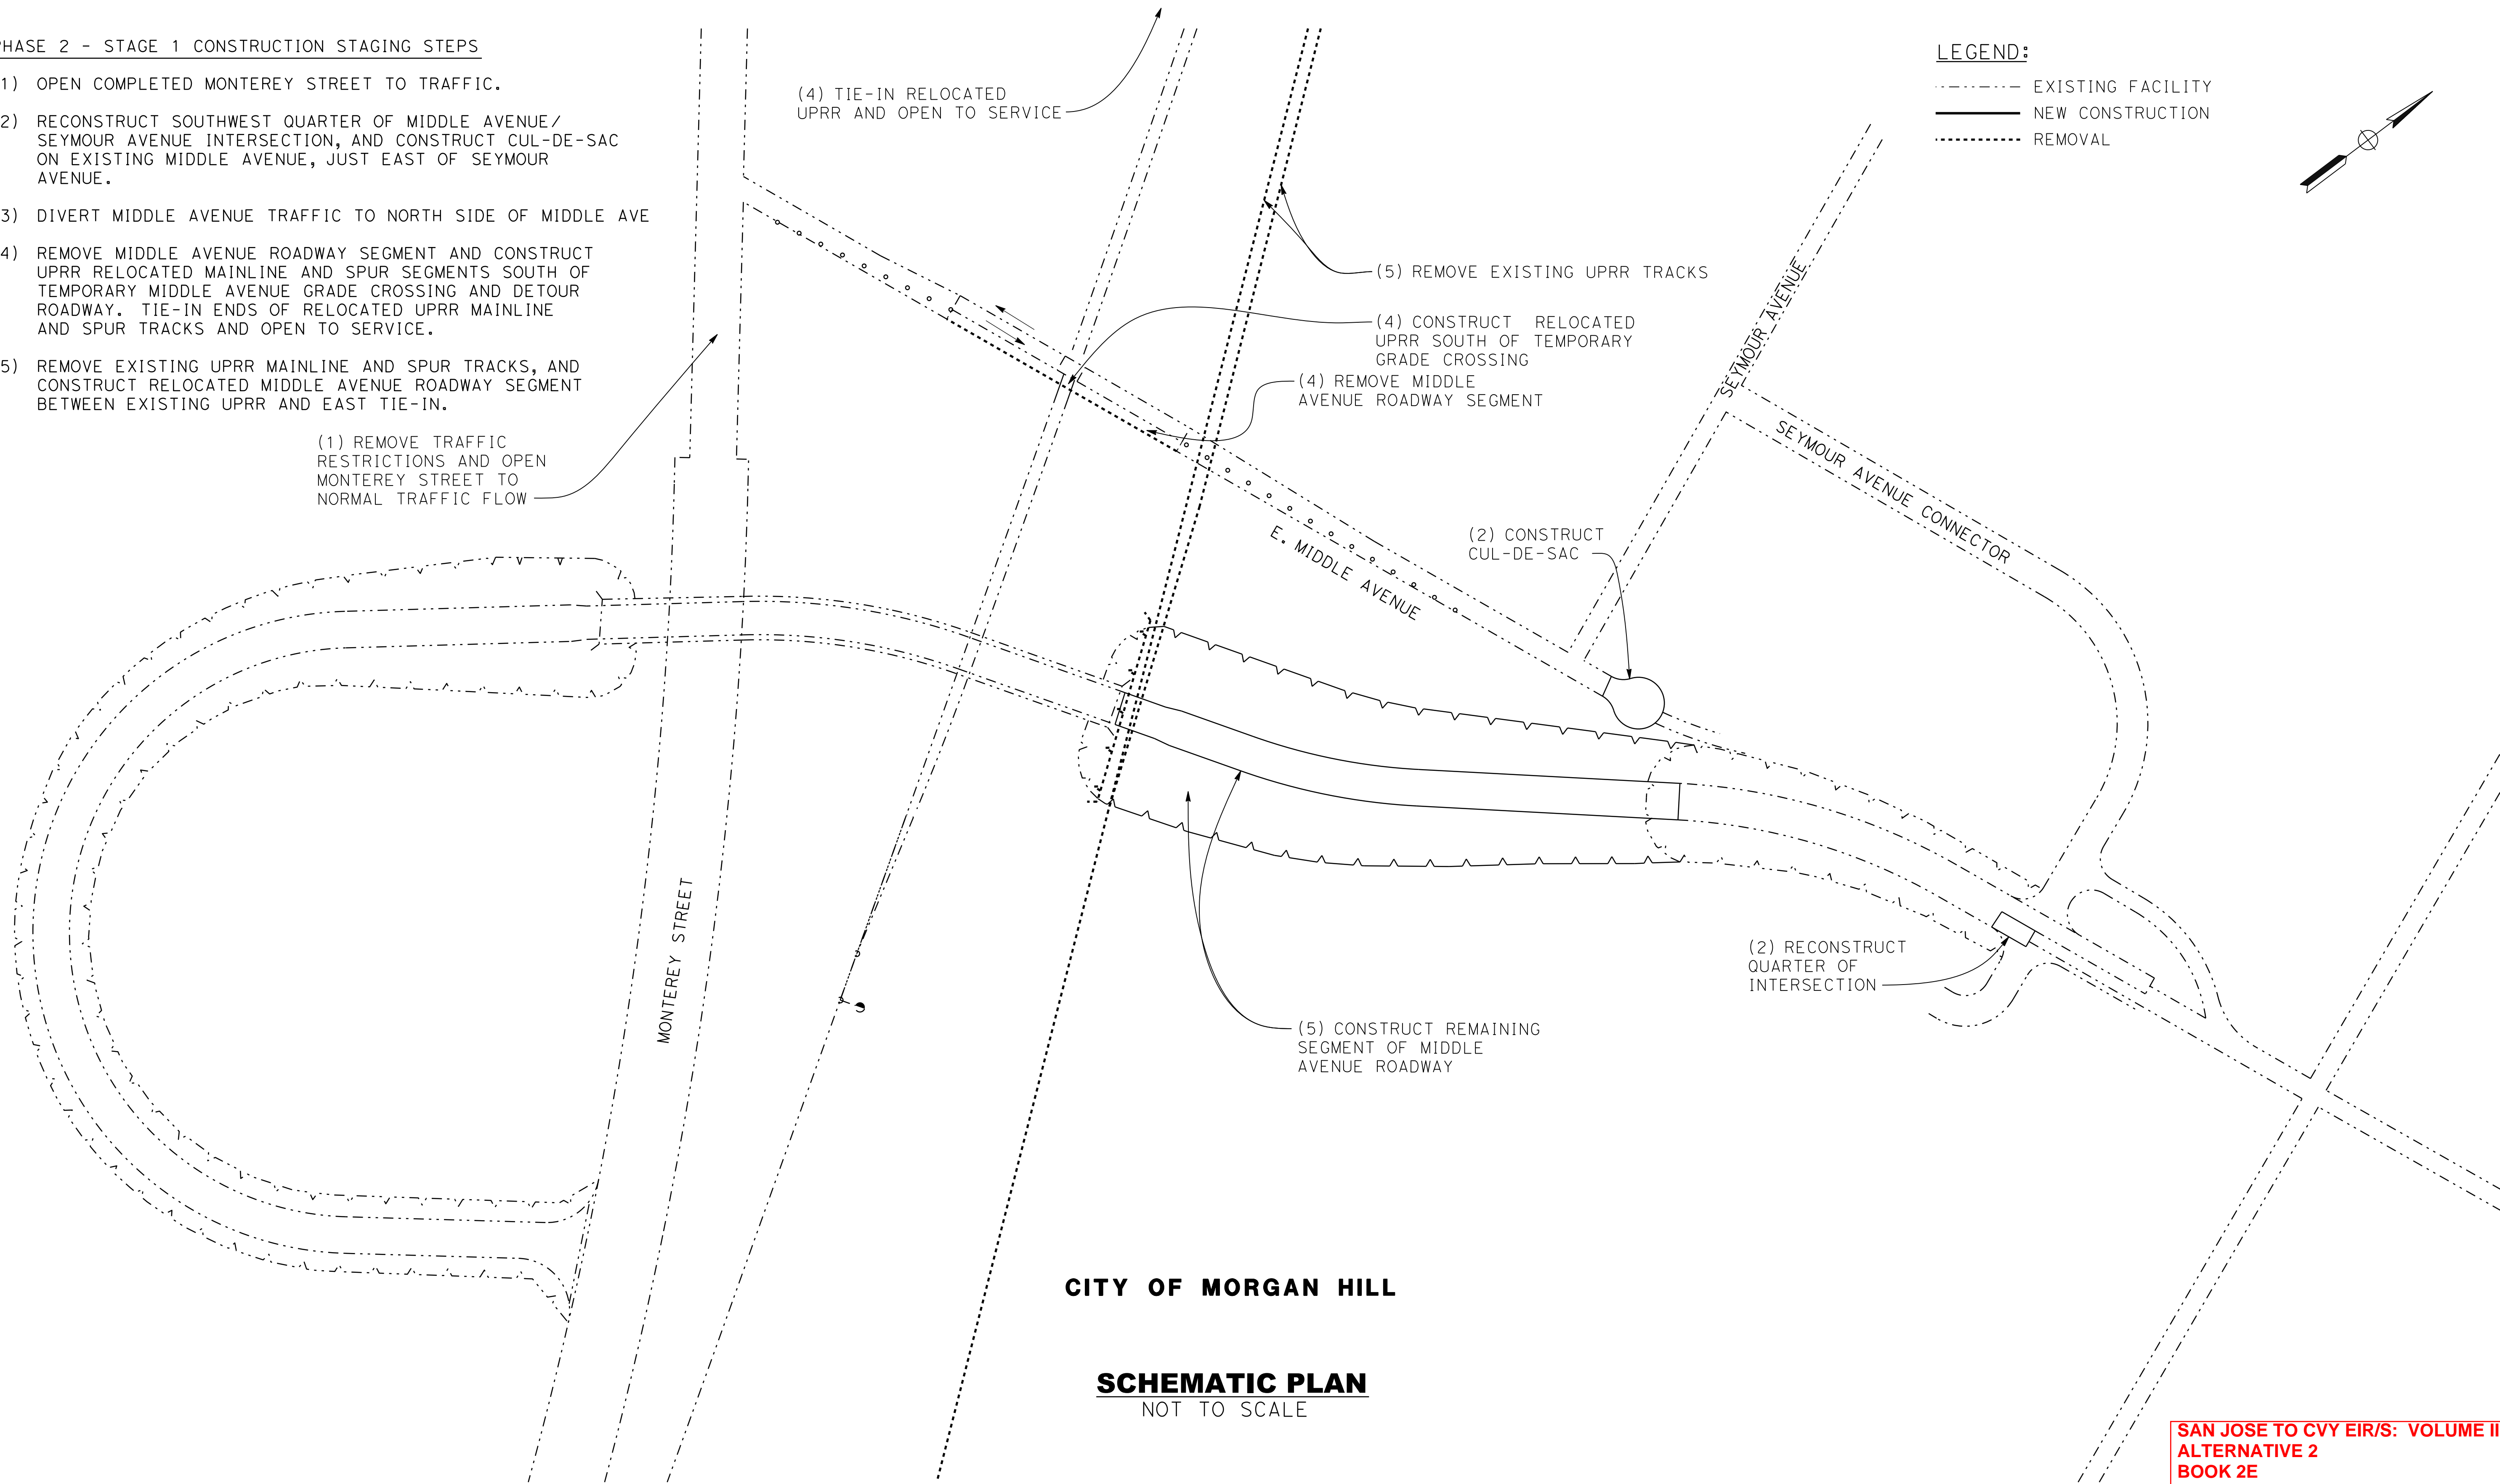 PHASE 2 - STAGE 1 CONSTRUCTION STAGING STEPS
1) OPEN COMPLETED MONTEREY STREET TO TRAFFIC.
2) RECONSTRUCT SOUTHWEST QUARTER OF MIDDLE AVENUE/
SEYMOUR AVENUE INTERSECTION, AND CONSTRUCT CUL-DE-SAC
ON EXISTING MIDDLE AVENUE, JUST EAST OF SEYMOUR
AVENUE.
3) DIVERT MIDDLE AVENUE TRAFFIC TO NORTH SIDE OF MIDDLE AVE
4) REMOVE MIDDLE AVENUE ROADWAY SEGMENT AND CONSTRUCT
UPRR RELOCATED MAINLINE AND SPUR SEGMENTS SOUTH OF
TEMPORARY MIDDLE AVENUE GRADE CROSSING AND DETOUR
ROADWAY. TIE-IN ENDS OF RELOCATED UPRR MAINLINE
AND SPUR TRACKS AND OPEN TO SERVICE.
5) REMOVE EXISTING UPRR MAINLINE AND SPUR TRACKS, AND
CONSTRUCT RELOCATED MIDDLE AVENUE ROADWAY SEGMENT
BETWEEN EXISTING UPRR AND EAST TIE-IN.
(4) TIE-IN RELOCATED
UPRR AND OPEN TO SERVICE
LEGEND:
EXISTING FACILITY
NEW CONSTRUCTION
REMOVAL
(5) REMOVE EXISTING UPRR TRACKS
(4) CONSTRUCT RELOCATED
UPRR SOUTH OF TEMPORARY
GRADE CROSSING
(4) REMOVE MIDDLE
AVENUE ROADWAY SEGMENT
SEYMOUR AVENUE
SEYMOUR AVENUE CONNECTOR
(1) REMOVE TRAFFIC
RESTRICTIONS AND OPEN
MONTEREY STREET TO
NORMAL TRAFFIC FLOW
E. MIDDLE AVENUE
(2) CONSTRUCT
CUL-DE-SAC
MONTEREY STREET
(2) RECONSTRUCT
QUARTER OF
INTERSECTION
(5) CONSTRUCT REMAINING
SEGMENT OF MIDDLE
AVENUE ROADWAY
CITY OF MORGAN HILL
SCHEMATIC PLAN
NOT TO SCALE
SAN JOSE TO CVY EIR/S: VOLUME II
ALTERNATIVE 2
BOOK 2E